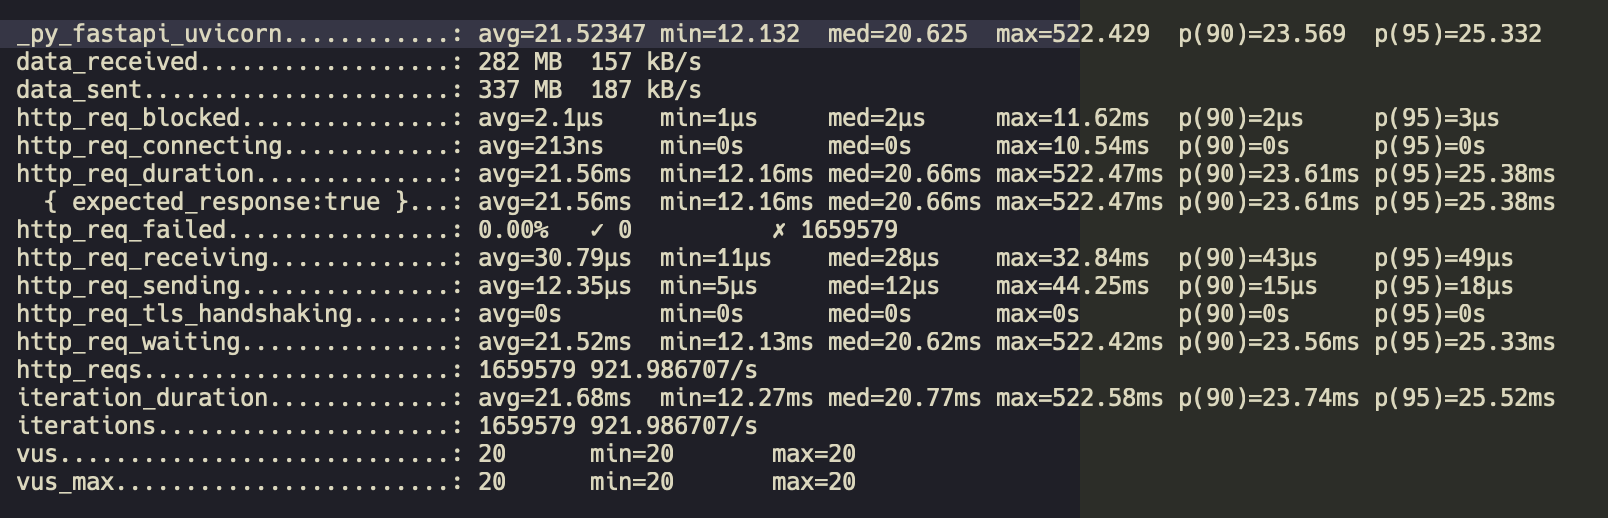 _py_fastapi_uvicorn............: avg=21.52347 min=12.132  med=20.625  max=522.429  p(90)=23.569  p(95)=25.332
data_received..................: 282 MB  157 kB/s
data_sent......................: 337 MB  187 kB/s
http_req_blocked...............: avg=2.1µs    min=1µs     med=2µs     max=11.62ms  p(90)=2µs     p(95)=3µs
http_req_connecting............: avg=213ns    min=0s      med=0s      max=10.54ms  p(90)=0s      p(95)=0s
http_req_duration..............: avg=21.56ms  min=12.16ms med=20.66ms max=522.47ms p(90)=23.61ms p(95)=25.38ms
  { expected_response:true }...: avg=21.56ms  min=12.16ms med=20.66ms max=522.47ms p(90)=23.61ms p(95)=25.38ms
http_req_failed................: 0.00%   ✓ 0          ✗ 1659579
http_req_receiving.............: avg=30.79µs  min=11µs    med=28µs    max=32.84ms  p(90)=43µs    p(95)=49µs
http_req_sending...............: avg=12.35µs  min=5µs     med=12µs    max=44.25ms  p(90)=15µs    p(95)=18µs
http_req_tls_handshaking.......: avg=0s       min=0s      med=0s      max=0s       p(90)=0s      p(95)=0s
http_req_waiting...............: avg=21.52ms  min=12.13ms med=20.62ms max=522.42ms p(90)=23.56ms p(95)=25.33ms
http_reqs......................: 1659579 921.986707/s
iteration_duration.............: avg=21.68ms  min=12.27ms med=20.77ms max=522.58ms p(90)=23.74ms p(95)=25.52ms
iterations.....................: 1659579 921.986707/s
vus............................: 20      min=20       max=20
vus_max........................: 20      min=20       max=20